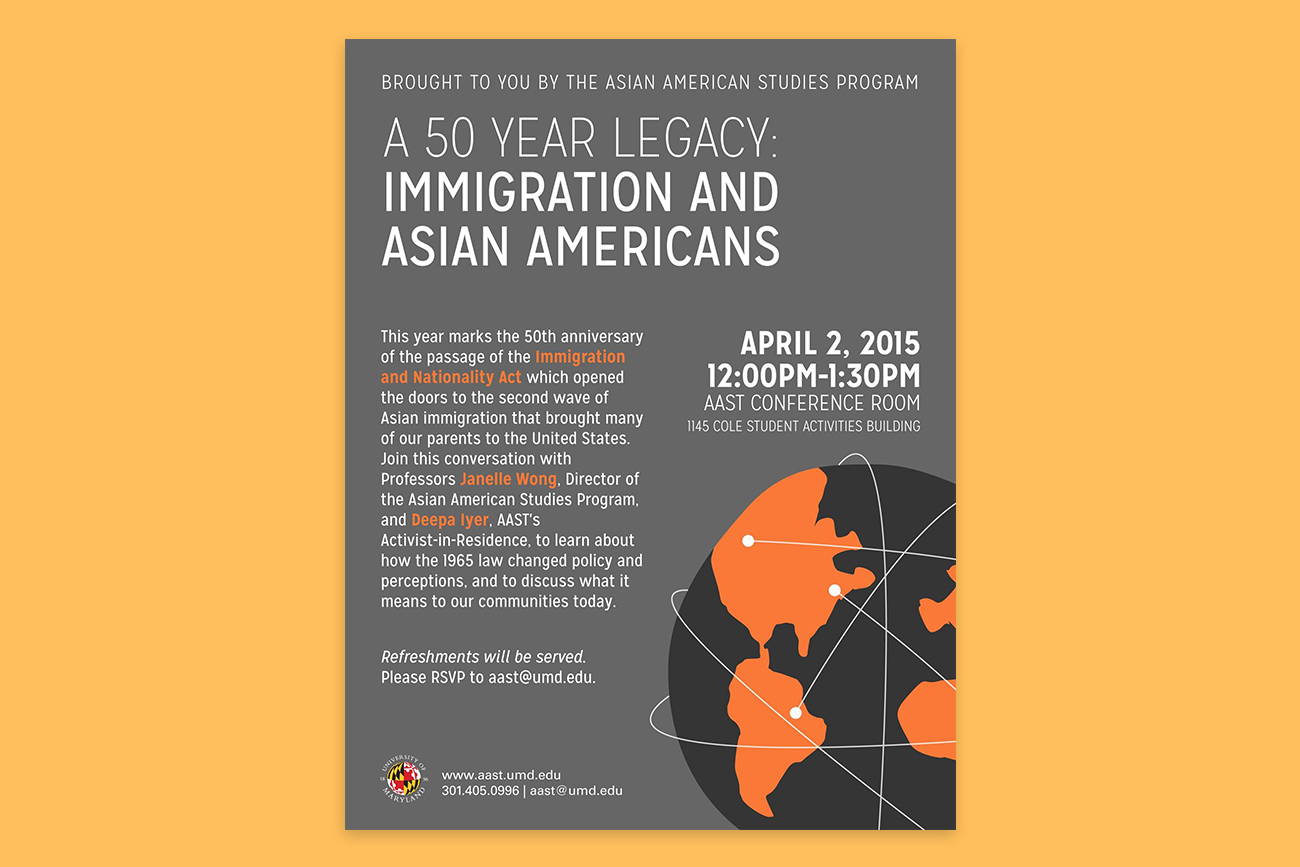 BROUGHT TO YOU BY THE ASIAN AMERICAN STUDIES PROGRAM
A 50 YEAR LEGACY:
IMMIGRATION AND
ASIAN AMERICANS
This year marks the 50th anniversary
of the passage of the Immigration
and Nationality Act which opened
the doors to the second wave of
Asian immigration that brought many
of our parents to the United States.
Join this conversation with
Professors Janelle Wong, Director of
the Asian American Studies Program,
and Deepa Iyer, AAST's
Activist-in-Residence, to learn about
how the 1965 law changed policy and
perceptions, and to discuss what it
means to our communities today.
APRIL 2, 2015
12:00PM-1:30PM
AAST CONFERENCE ROOM
1145 COLE STUDENT ACTIVITIES BUILDING
Refreshments will be served.
Please RSVP to aast@umd.edu.
UNIVERSITY OF
18 56
MARYLAND
www.aast.umd.edu
301.405.0996 | aast@umd.edu